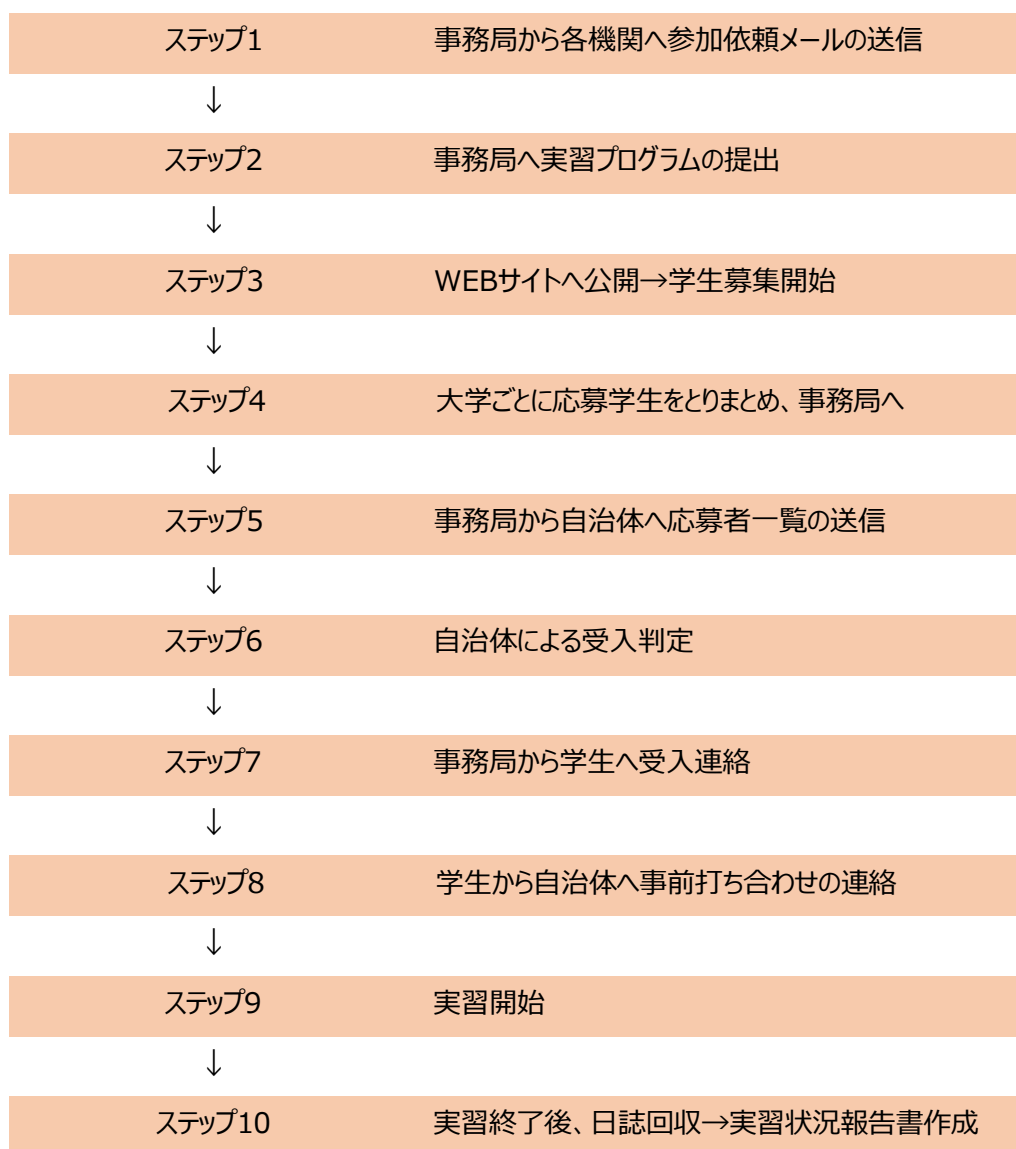 ステップ1 事務局から各機関へ参加依頼メールの送信
↓
ステップ2 事務局へ実習プログラムの提出
↓
ステップ3 WEBサイトへ公開→学生募集開始
↓
ステップ4 大学ごとに応募学生をとりまとめ、事務局へ
↓
ステップ5 事務局から自治体へ応募者一覧の送信
↓
ステップ6 自治体による受入判定
↓
ステップ7 事務局から学生へ受入連絡
↓
ステップ8 学生から自治体へ事前打ち合わせの連絡
↓
ステップ9 実習開始
↓
ステップ10 実習終了後、日誌回収→実習状況報告書作成